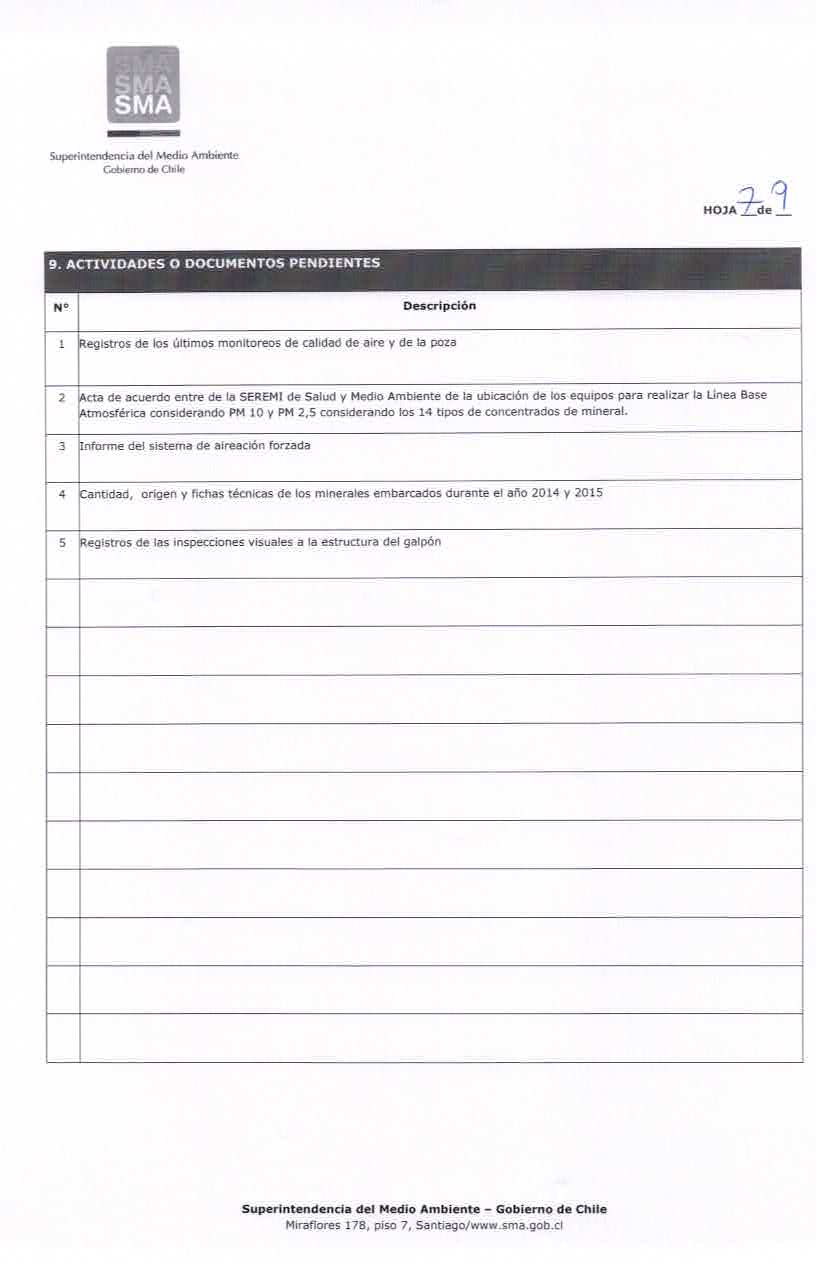 SMA
SMA
SMA
Superintendencia del Medio Ambiente
Gobierno de Chile
HOJA 7 de 9
9. ACTIVIDADES O DOCUMENTOS PENDIENTES
N° Descripción
1 Registros de los últimos monitoreos de calidad de aire y de la poza
2 Acta de acuerdo entre de la SEREMI de Salud y Medio Ambiente de la ubicación de los equipos para realizar la Línea Base
Atmosférica considerando PM 10 y PM 2,5 considerando los 14 tipos de concentrados de mineral.
3 Informe del sistema de aireación forzada
4 Cantidad, origen y fichas técnicas de los minerales embarcados durante el año 2014 y 2015
5 Registros de las inspecciones visuales a la estructura del galpón
Superintendencia del Medio Ambiente – Gobierno de Chile
Miraflores 178, piso 7, Santiago/www.sma.gob.cl